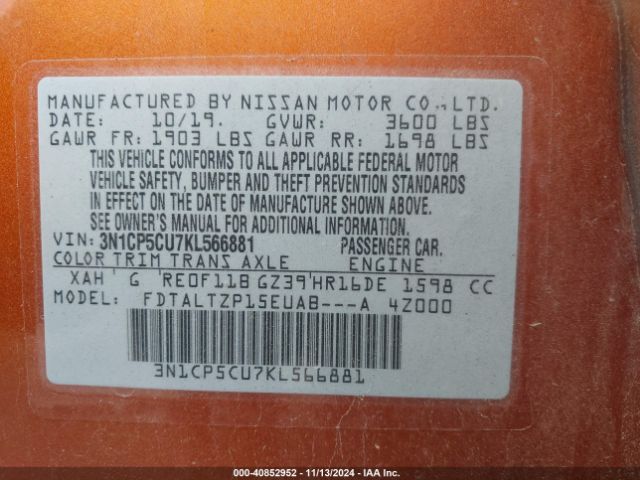 MANUFACTURED BY NISSAN MOTOR CO., LTD.
DATE: 10/19. GVWR: 3600 LBS
GAWR FR: 1903 LBS GAWR RR: 1698 LBS
THIS VEHICLE CONFORMS TO ALL APPLICABLE FEDERAL MOTOR
VEHICLE SAFETY, BUMPER AND THEFT PREVENTION STANDARDS
IN EFFECT ON THE DATE OF MANUFACTURE SHOWN ABOVE.
SEE OWNER'S MANUAL FOR ADDITIONAL INFORMATION.
VIN: 3N1CP5CU7KL566881 PASSENGER CAR.
COLOR TRIM TRANS AXLE ENGINE
XAH G RE0F11B GZ39 HR16DE 1598 CC
MODEL: FDTALTZP15EUAB---A 4Z000
3N1CP5CU7KL566881
000-40852952 - 11/13/2024 - IAAI.COM